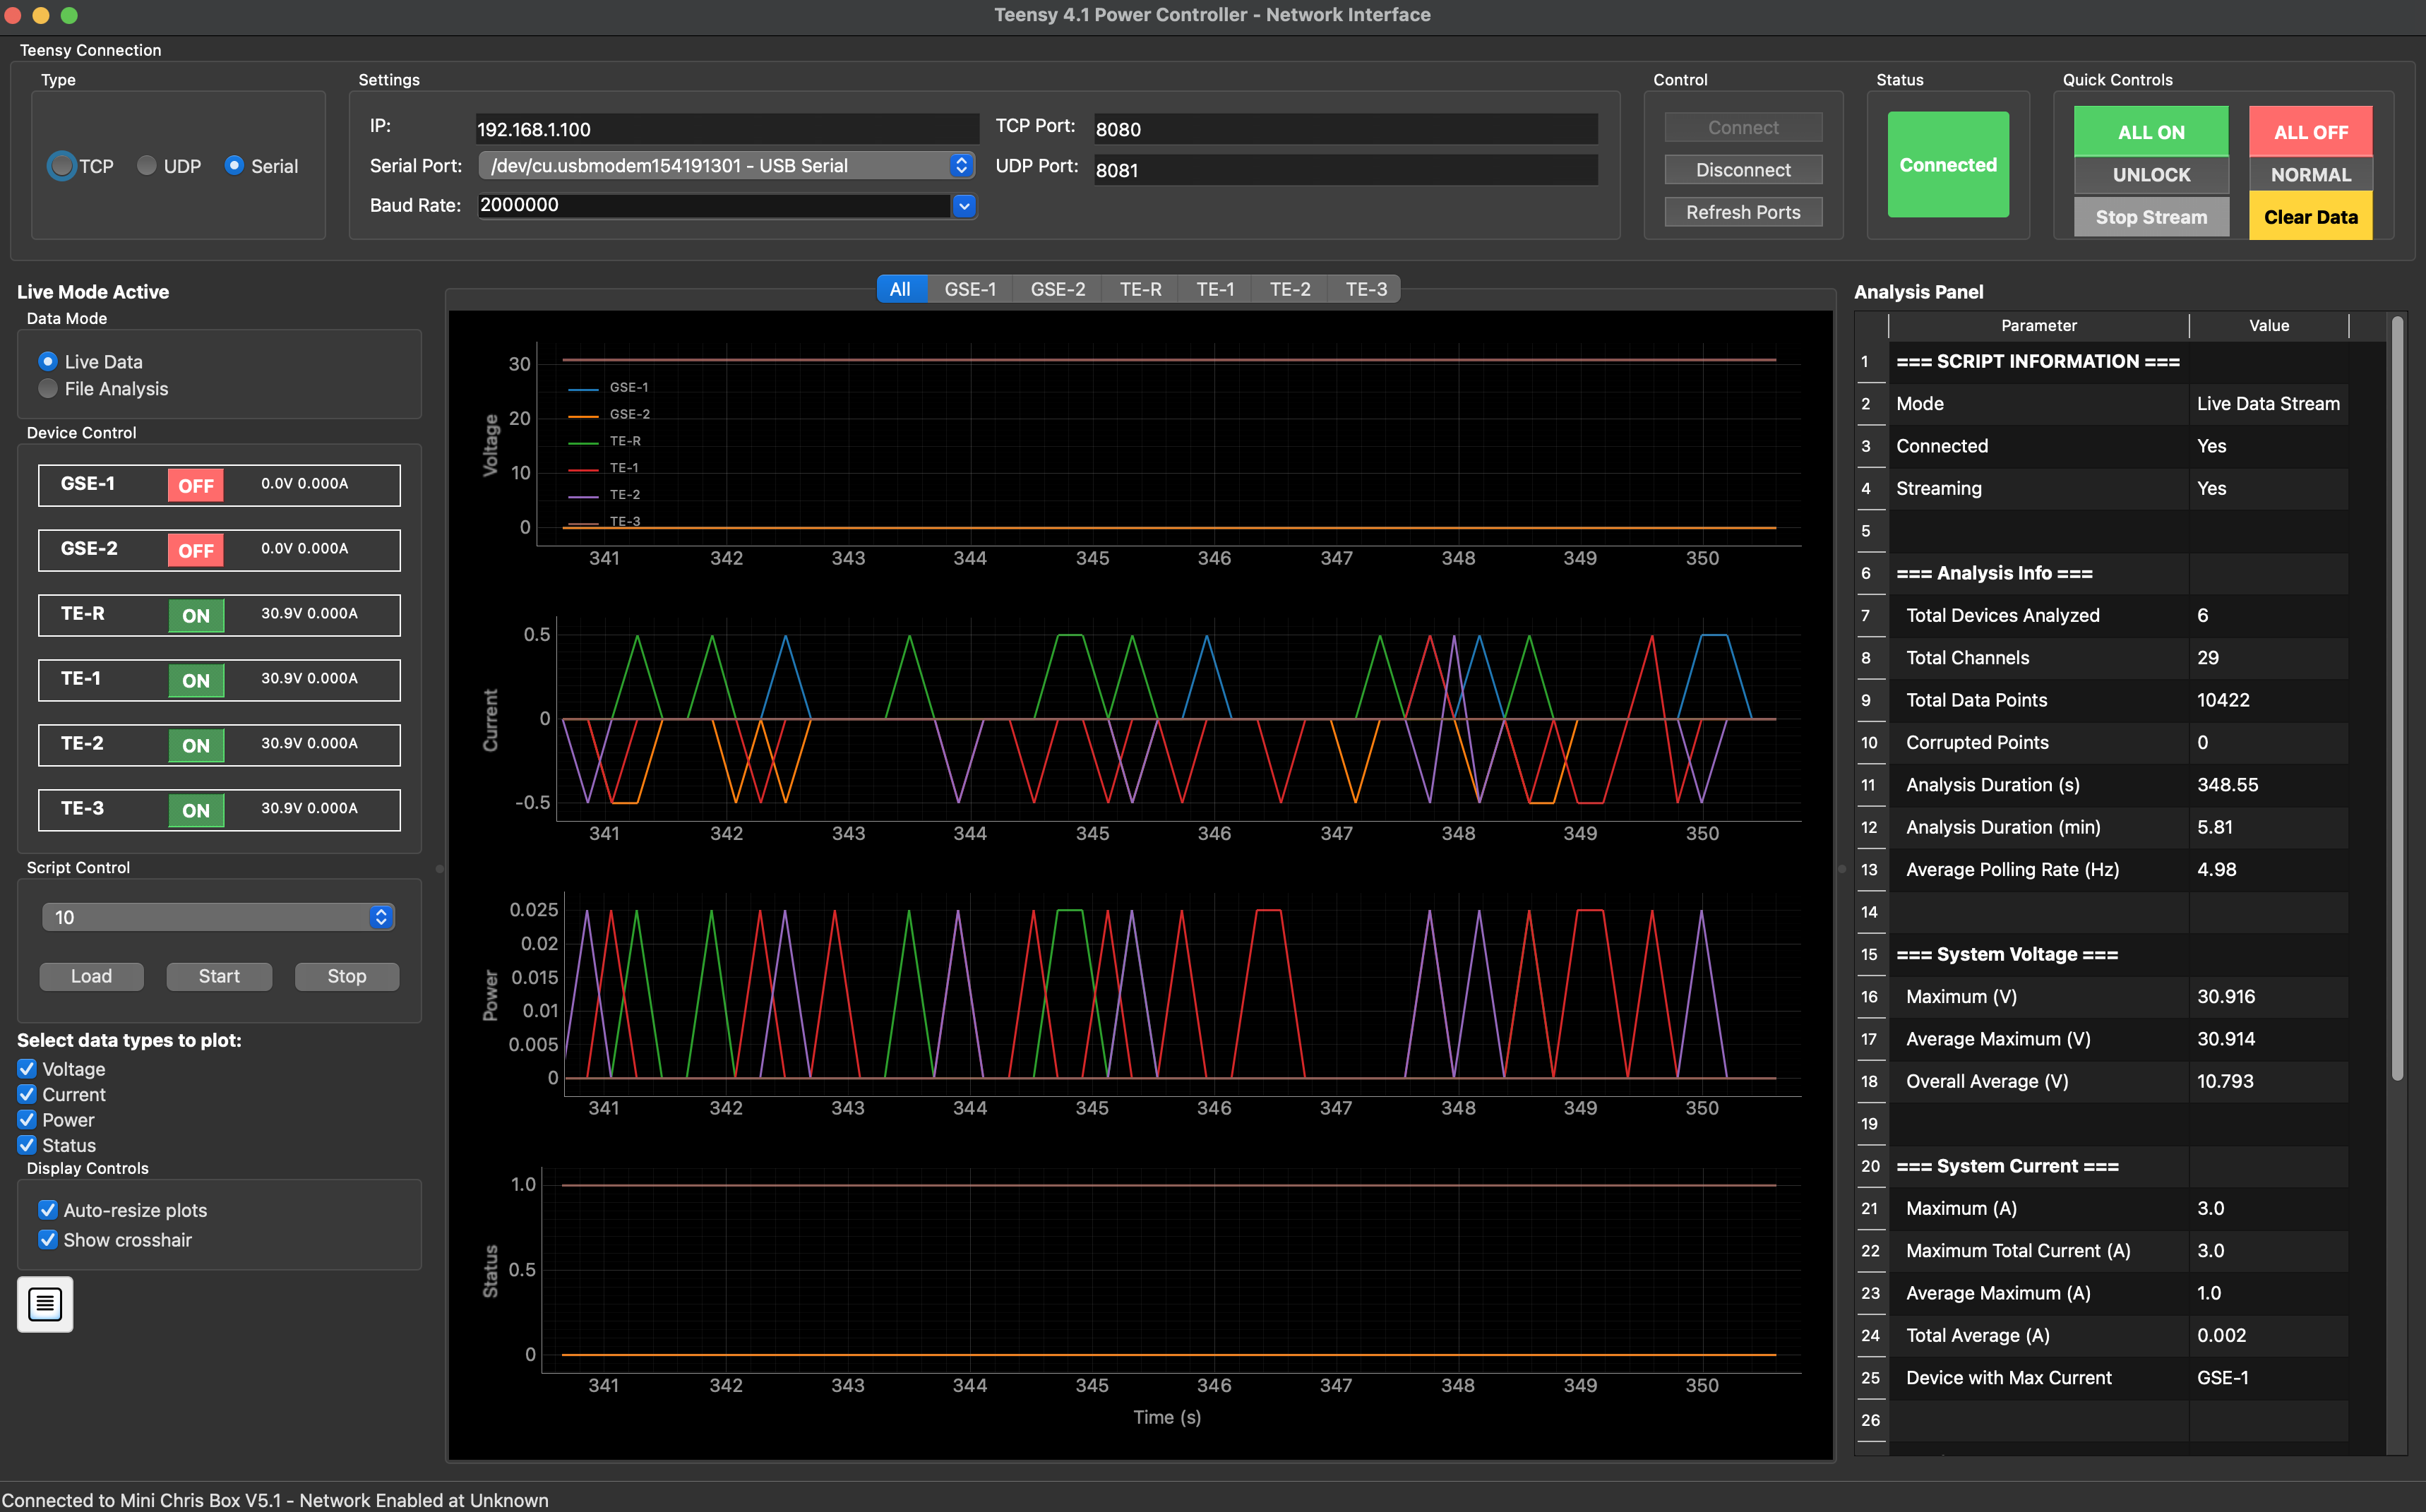 Teensy 4.1 Power Controller - Network Interface
Teensy Connection
Type
TCP
UDP
Serial
Settings
IP:
192.168.1.100
TCP Port:
8080
Serial Port:
/dev/cu.usbmodem154191301 - USB Serial
UDP Port:
8081
Baud Rate:
2000000
Control
Connect
Disconnect
Refresh Ports
Status
Connected
Quick Controls
ALL ON
ALL OFF
UNLOCK
NORMAL
Stop Stream
Clear Data
Live Mode Active
Data Mode
Live Data
File Analysis
Device Control
GSE-1 OFF 0.0V 0.000A
GSE-2 OFF 0.0V 0.000A
TE-R ON 30.9V 0.000A
TE-1 ON 30.9V 0.000A
TE-2 ON 30.9V 0.000A
TE-3 ON 30.9V 0.000A
Script Control
10
Load Start Stop
Select data types to plot:
Voltage
Current
Power
Status
Display Controls
Auto-resize plots
Show crosshair
All GSE-1 GSE-2 TE-R TE-1 TE-2 TE-3
Voltage
30
20
10
0
GSE-1
GSE-2
TE-R
TE-1
TE-2
TE-3
341 342 343 344 345 346 347 348 349 350
Current
0.5
0
-0.5
341 342 343 344 345 346 347 348 349 350
Power
0.025
0.02
0.015
0.01
0.005
0
341 342 343 344 345 346 347 348 349 350
Status
1.0
0.5
0
341 342 343 344 345 346 347 348 349 350
Time (s)
Analysis Panel
Parameter Value
1 === SCRIPT INFORMATION ===
2 Mode Live Data Stream
3 Connected Yes
4 Streaming Yes
5
6 === Analysis Info ===
7 Total Devices Analyzed 6
8 Total Channels 29
9 Total Data Points 10422
10 Corrupted Points 0
11 Analysis Duration (s) 348.55
12 Analysis Duration (min) 5.81
13 Average Polling Rate (Hz) 4.98
14
15 === System Voltage ===
16 Maximum (V) 30.916
17 Average Maximum (V) 30.914
18 Overall Average (V) 10.793
19
20 === System Current ===
21 Maximum (A) 3.0
22 Maximum Total Current (A) 3.0
23 Average Maximum (A) 1.0
24 Total Average (A) 0.002
25 Device with Max Current GSE-1
26
Connected to Mini Chris Box V5.1 - Network Enabled at Unknown